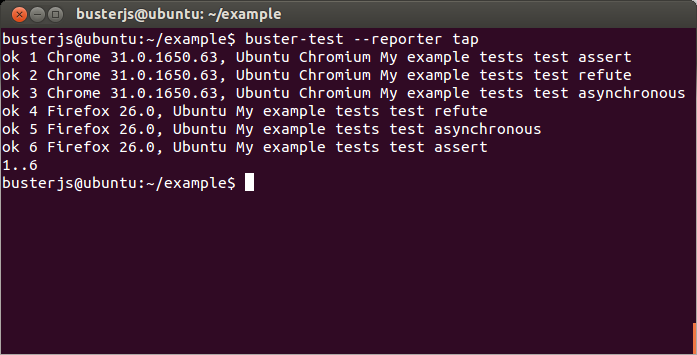 busterjs@ubuntu: ~/example
busterjs@ubuntu:~/example$ buster-test --reporter tap
ok 1 Chrome 31.0.1650.63, Ubuntu Chromium My example tests test assert
ok 2 Chrome 31.0.1650.63, Ubuntu Chromium My example tests test refute
ok 3 Chrome 31.0.1650.63, Ubuntu Chromium My example tests test asynchronous
ok 4 Firefox 26.0, Ubuntu My example tests test refute
ok 5 Firefox 26.0, Ubuntu My example tests test asynchronous
ok 6 Firefox 26.0, Ubuntu My example tests test assert
1..6
busterjs@ubuntu:~/example$